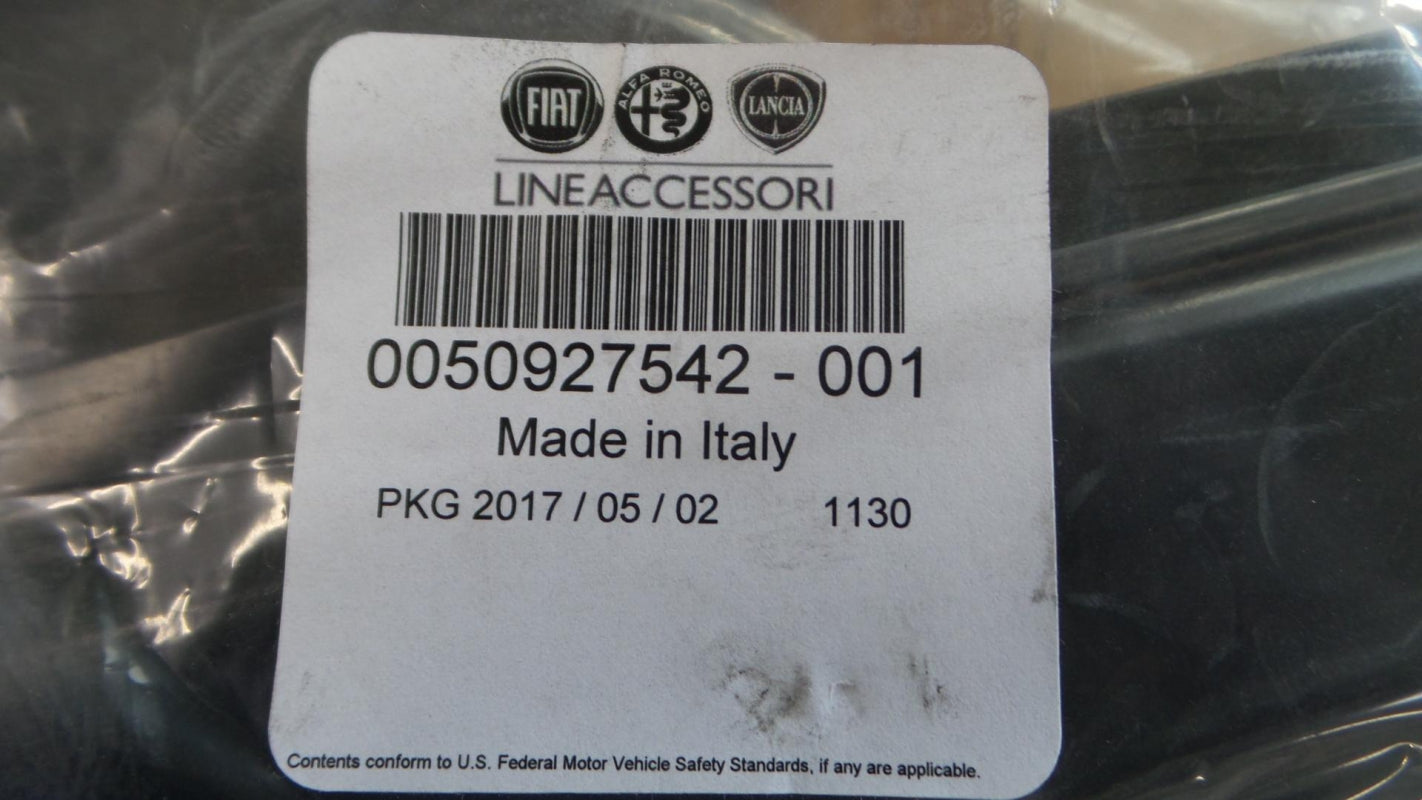 FIAT ALFA ROMEO LANCIA
LINEACCESSORI
0050927542 - 001
Made in Italy
PKG 2017 / 05 / 02 1130
Contents conform to U.S. Federal Motor Vehicle Safety Standards, if any are applicable.